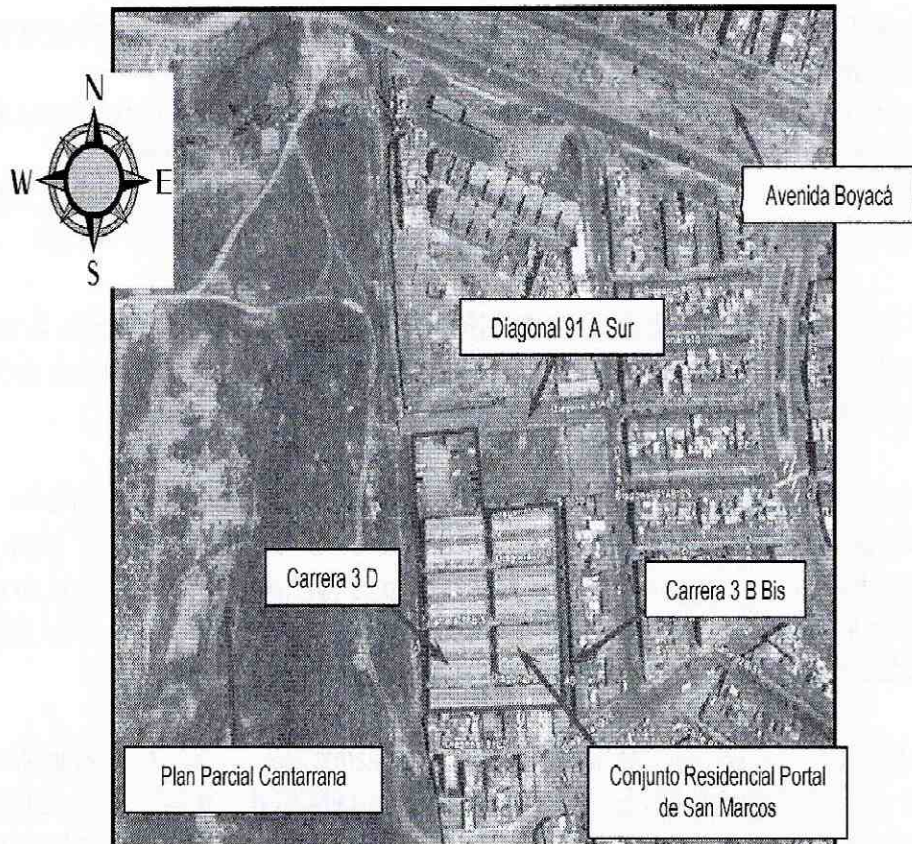 N
W E
S
Avenida Boyacá
Diagonal 91 A Sur
Carrera 3 D
Carrera 3 B Bis
Plan Parcial Cantarrana
Conjunto Residencial Portal
de San Marcos